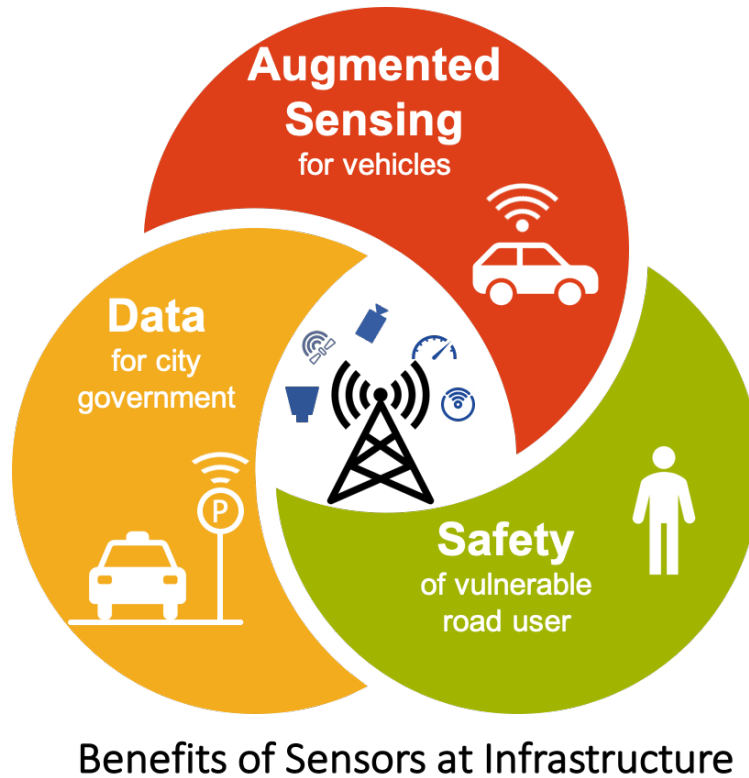 Augmented
Sensing
for vehicles
Data
for city
government
P
Safety
of vulnerable
road user
Benefits of Sensors at Infrastructure